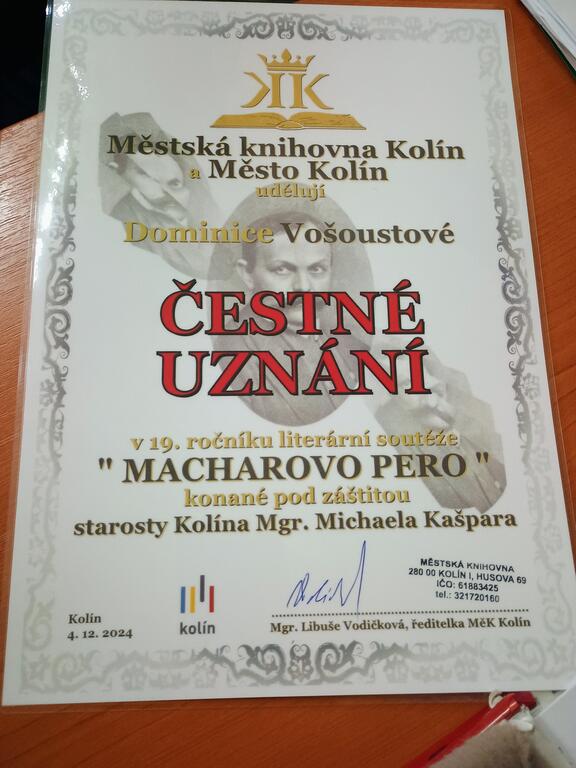 KK
Městská knihovna Kolín
a Město Kolín
udělují
Dominice Vošoustové
ČESTNÉ
UZNÁNÍ
v 19. ročníku literární soutěže
" MACHAROVO PERO "
konané pod záštitou
starosty Kolína Mgr. Michaela Kašpara
MĚSTSKÁ KNIHOVNA
280 00 KOLÍN I, HUSOVA 69
IČO: 61883425
tel.: 321720160
Kolín
4. 12. 2024
kolín
Mgr. Libuše Vodičková, ředitelka MěK Kolín